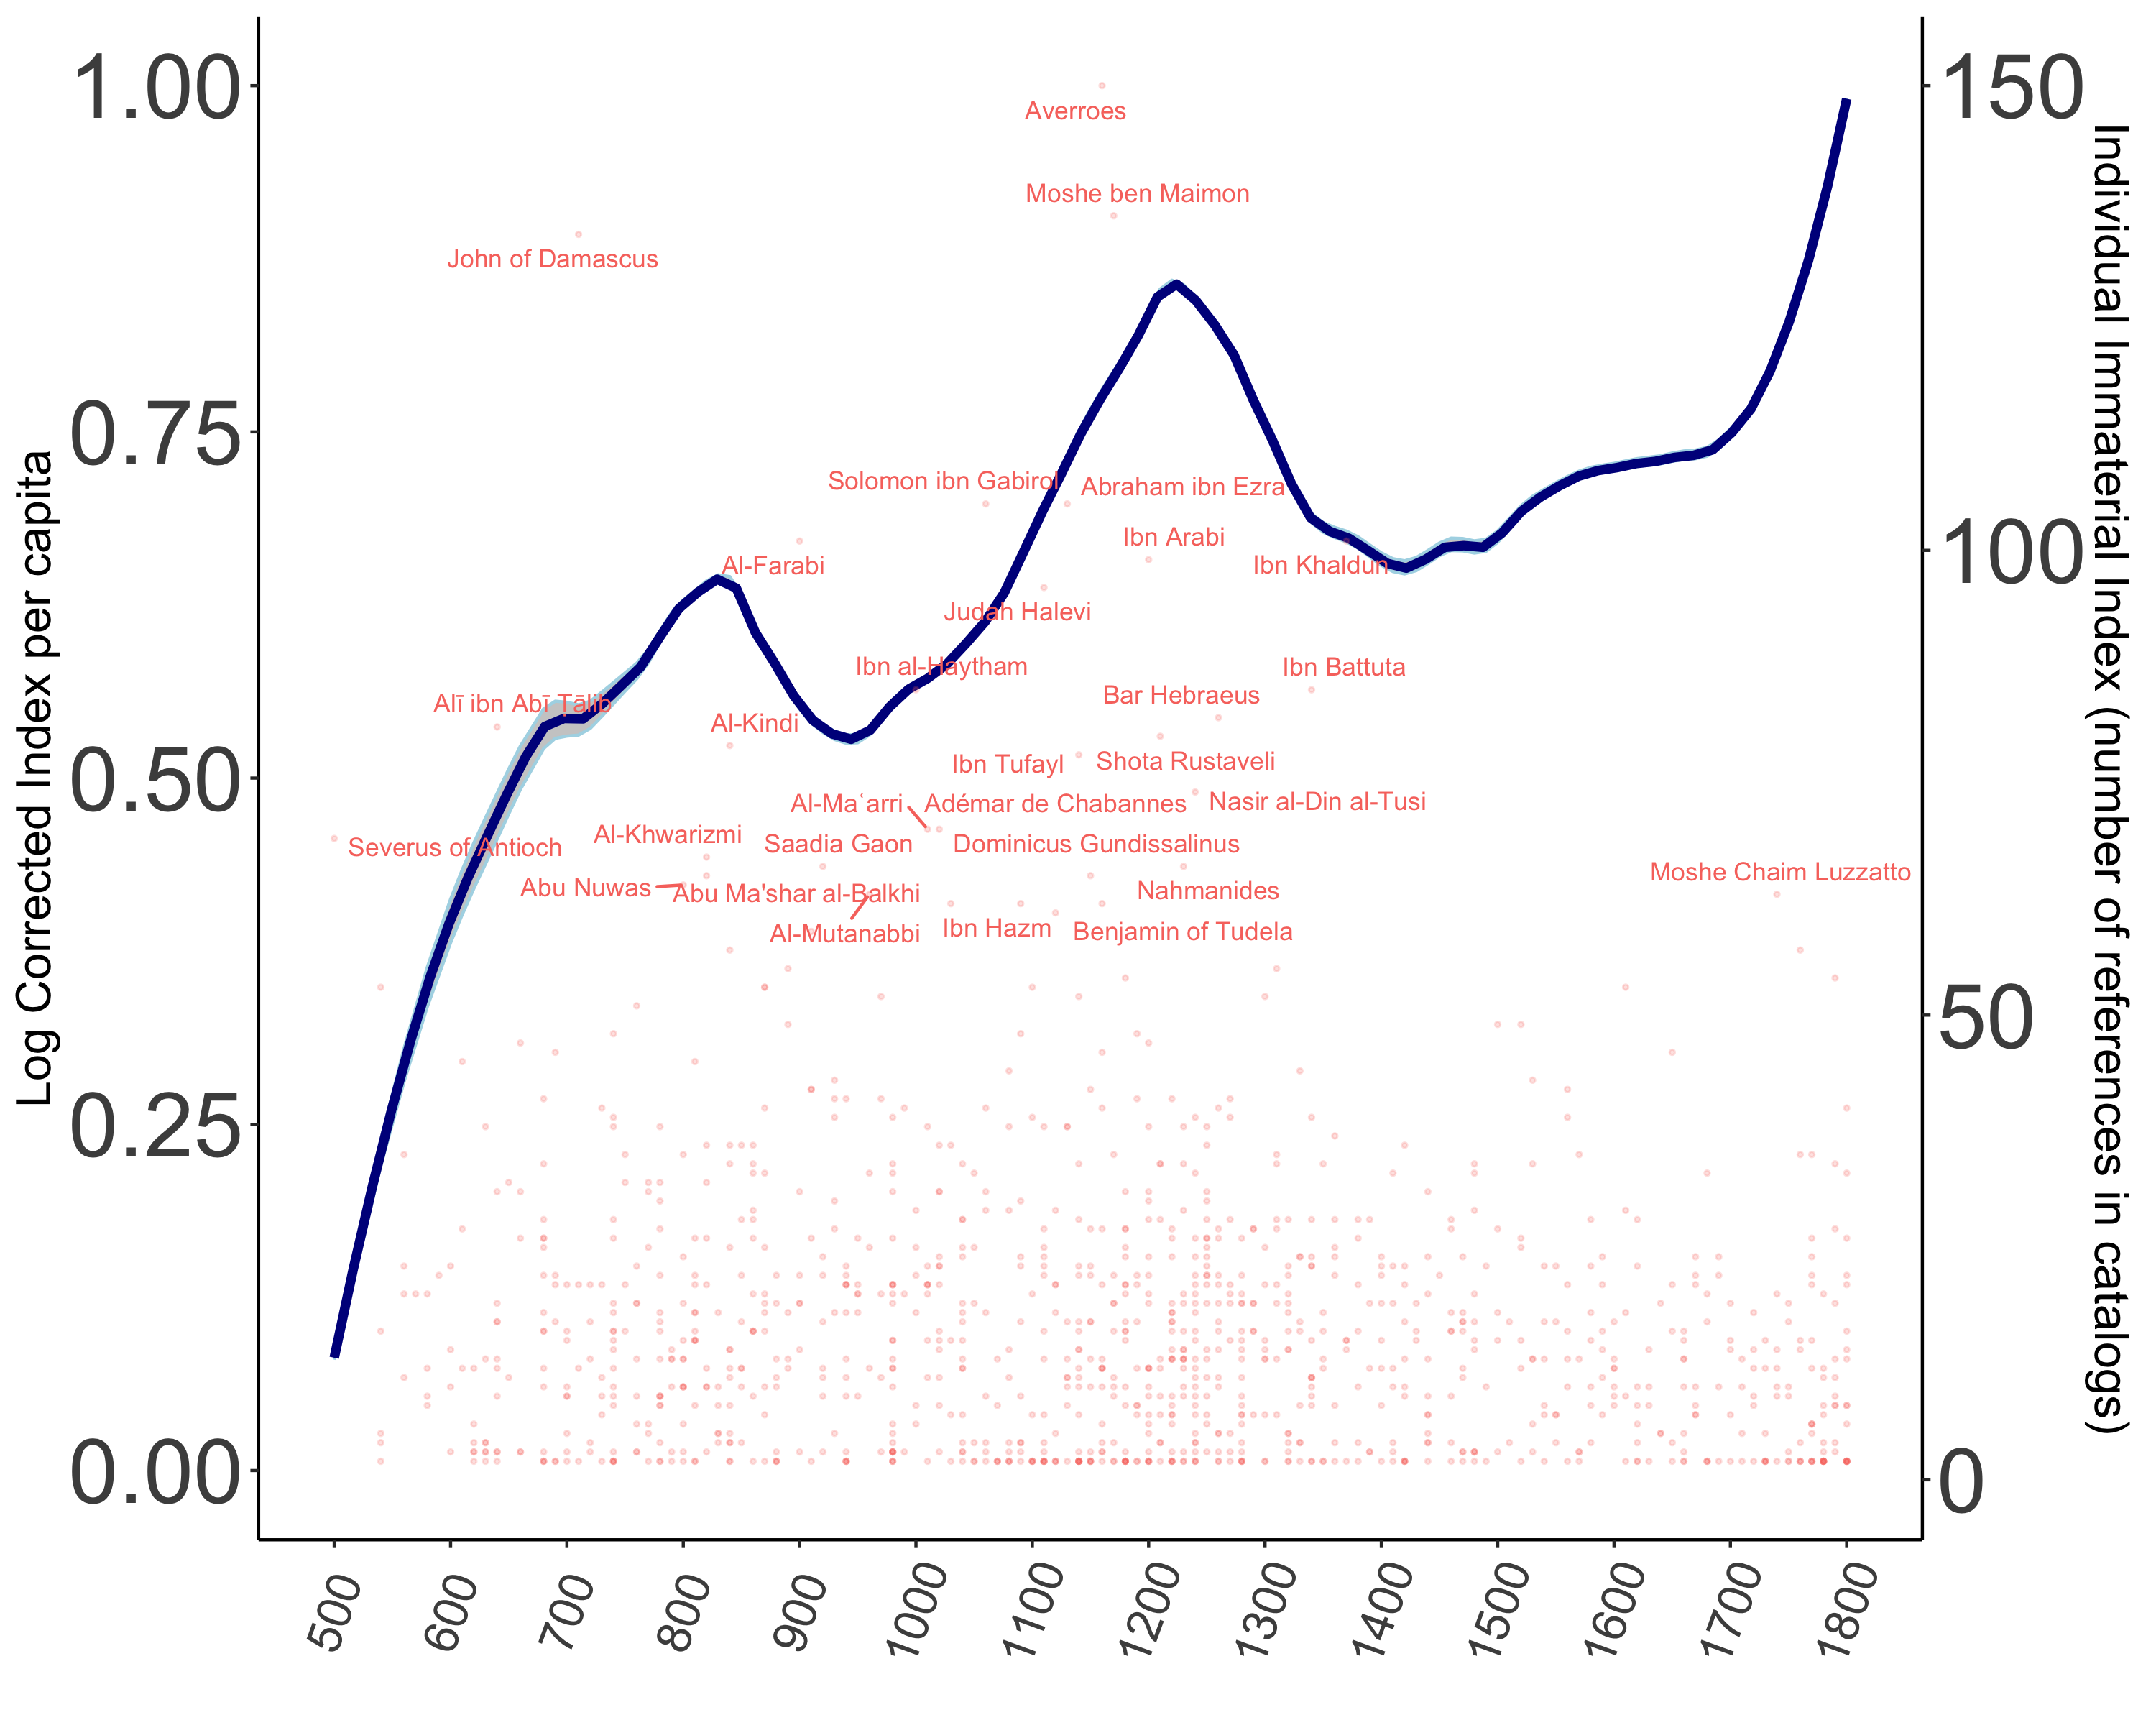 1.00
0.75
0.50
0.25
0.00
Log Corrected Index per capita
150
100
50
0
Individual Immaterial Index (number of references in catalogs)
Averroes
Moshe ben Maimon
John of Damascus
Solomon ibn Gabirol
Abraham ibn Ezra
Ibn Arabi
Al-Farabi
Ibn Khaldun
Judah Halevi
Ibn al-Haytham
Ibn Battuta
Bar Hebraeus
Alī ibn Abī Ṭālib
Al-Kindi
Ibn Tufayl
Shota Rustaveli
Al-Maʿarri
Adémar de Chabannes
Nasir al-Din al-Tusi
Severus of Antioch
Al-Khwarizmi
Saadia Gaon
Dominicus Gundissalinus
Moshe Chaim Luzzatto
Abu Nuwas
Abu Ma'shar al-Balkhi
Nahmanides
Al-Mutanabbi
Ibn Hazm
Benjamin of Tudela
500
600
700
800
900
1000
1100
1200
1300
1400
1500
1600
1700
1800